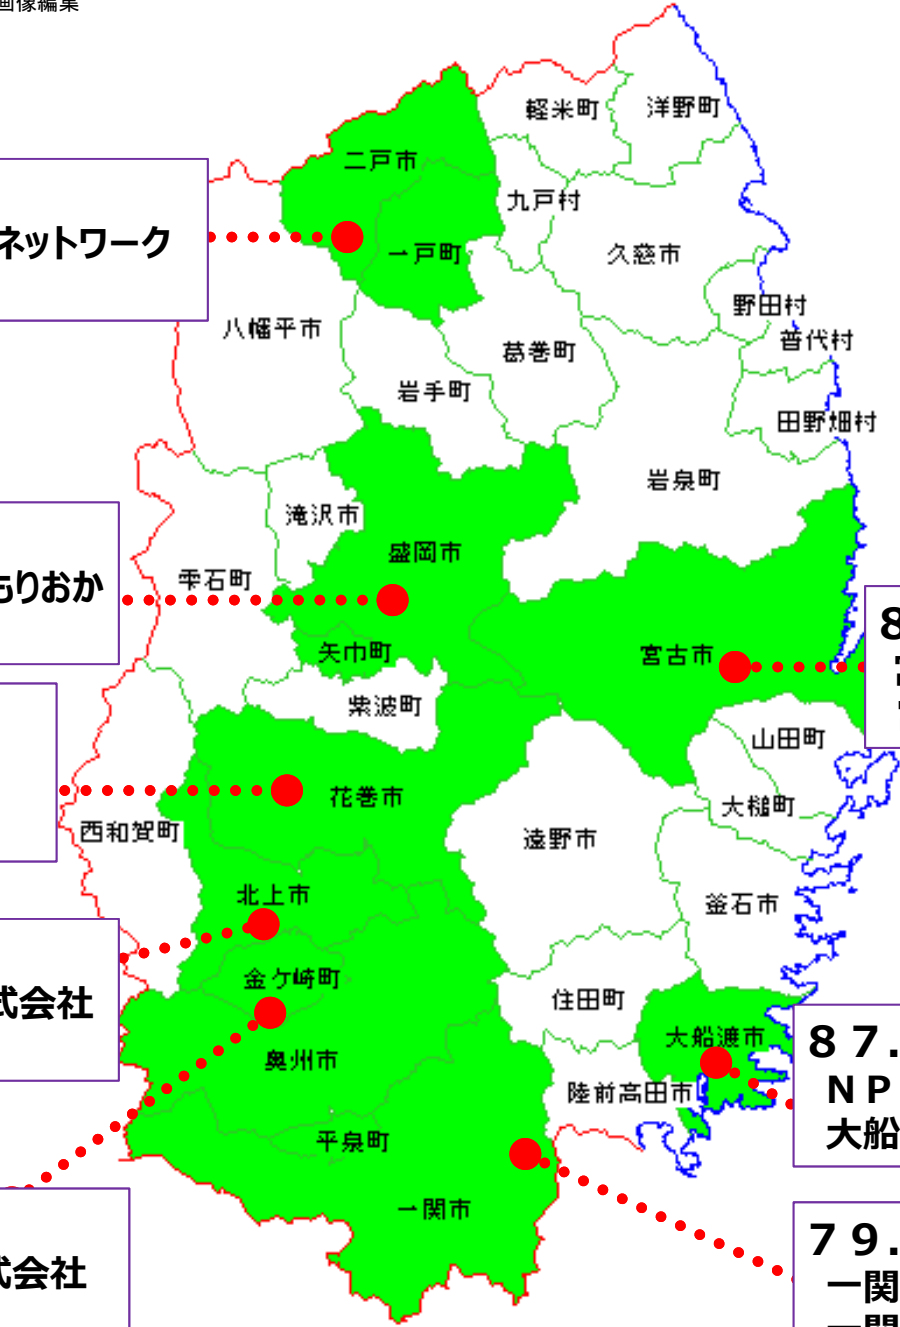 画像編集
軽米町
洋野町
二戸市
九戸村
ネットワーク
一戸町
久慈市
野田村
八幡平市
普代村
葛巻町
岩手町
田野畑村
岩泉町
滝沢市
盛岡市
雫石町
もりおか
矢巾町
宮古市
8
紫波町
山田町
花巻市
大槌町
西和賀町
遠野市
北上市
釜石市
金ケ崎町
式会社
住田町
大船渡市
87.
奥州市
陸前高田市
NP
大船
平泉町
一関市
79.
式会社
一関
一関